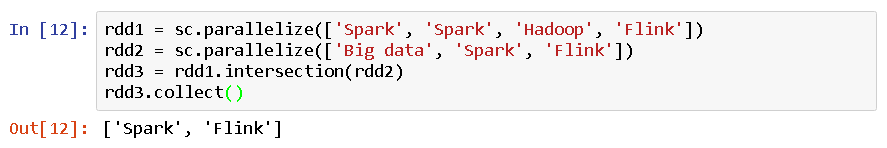 In [12]: rdd1 = sc.parallelize(['Spark', 'Spark', 'Hadoop', 'Flink'])
rdd2 = sc.parallelize(['Big data', 'Spark', 'Flink'])
rdd3 = rdd1.intersection(rdd2)
rdd3.collect()
Out[12]: ['Spark', 'Flink']